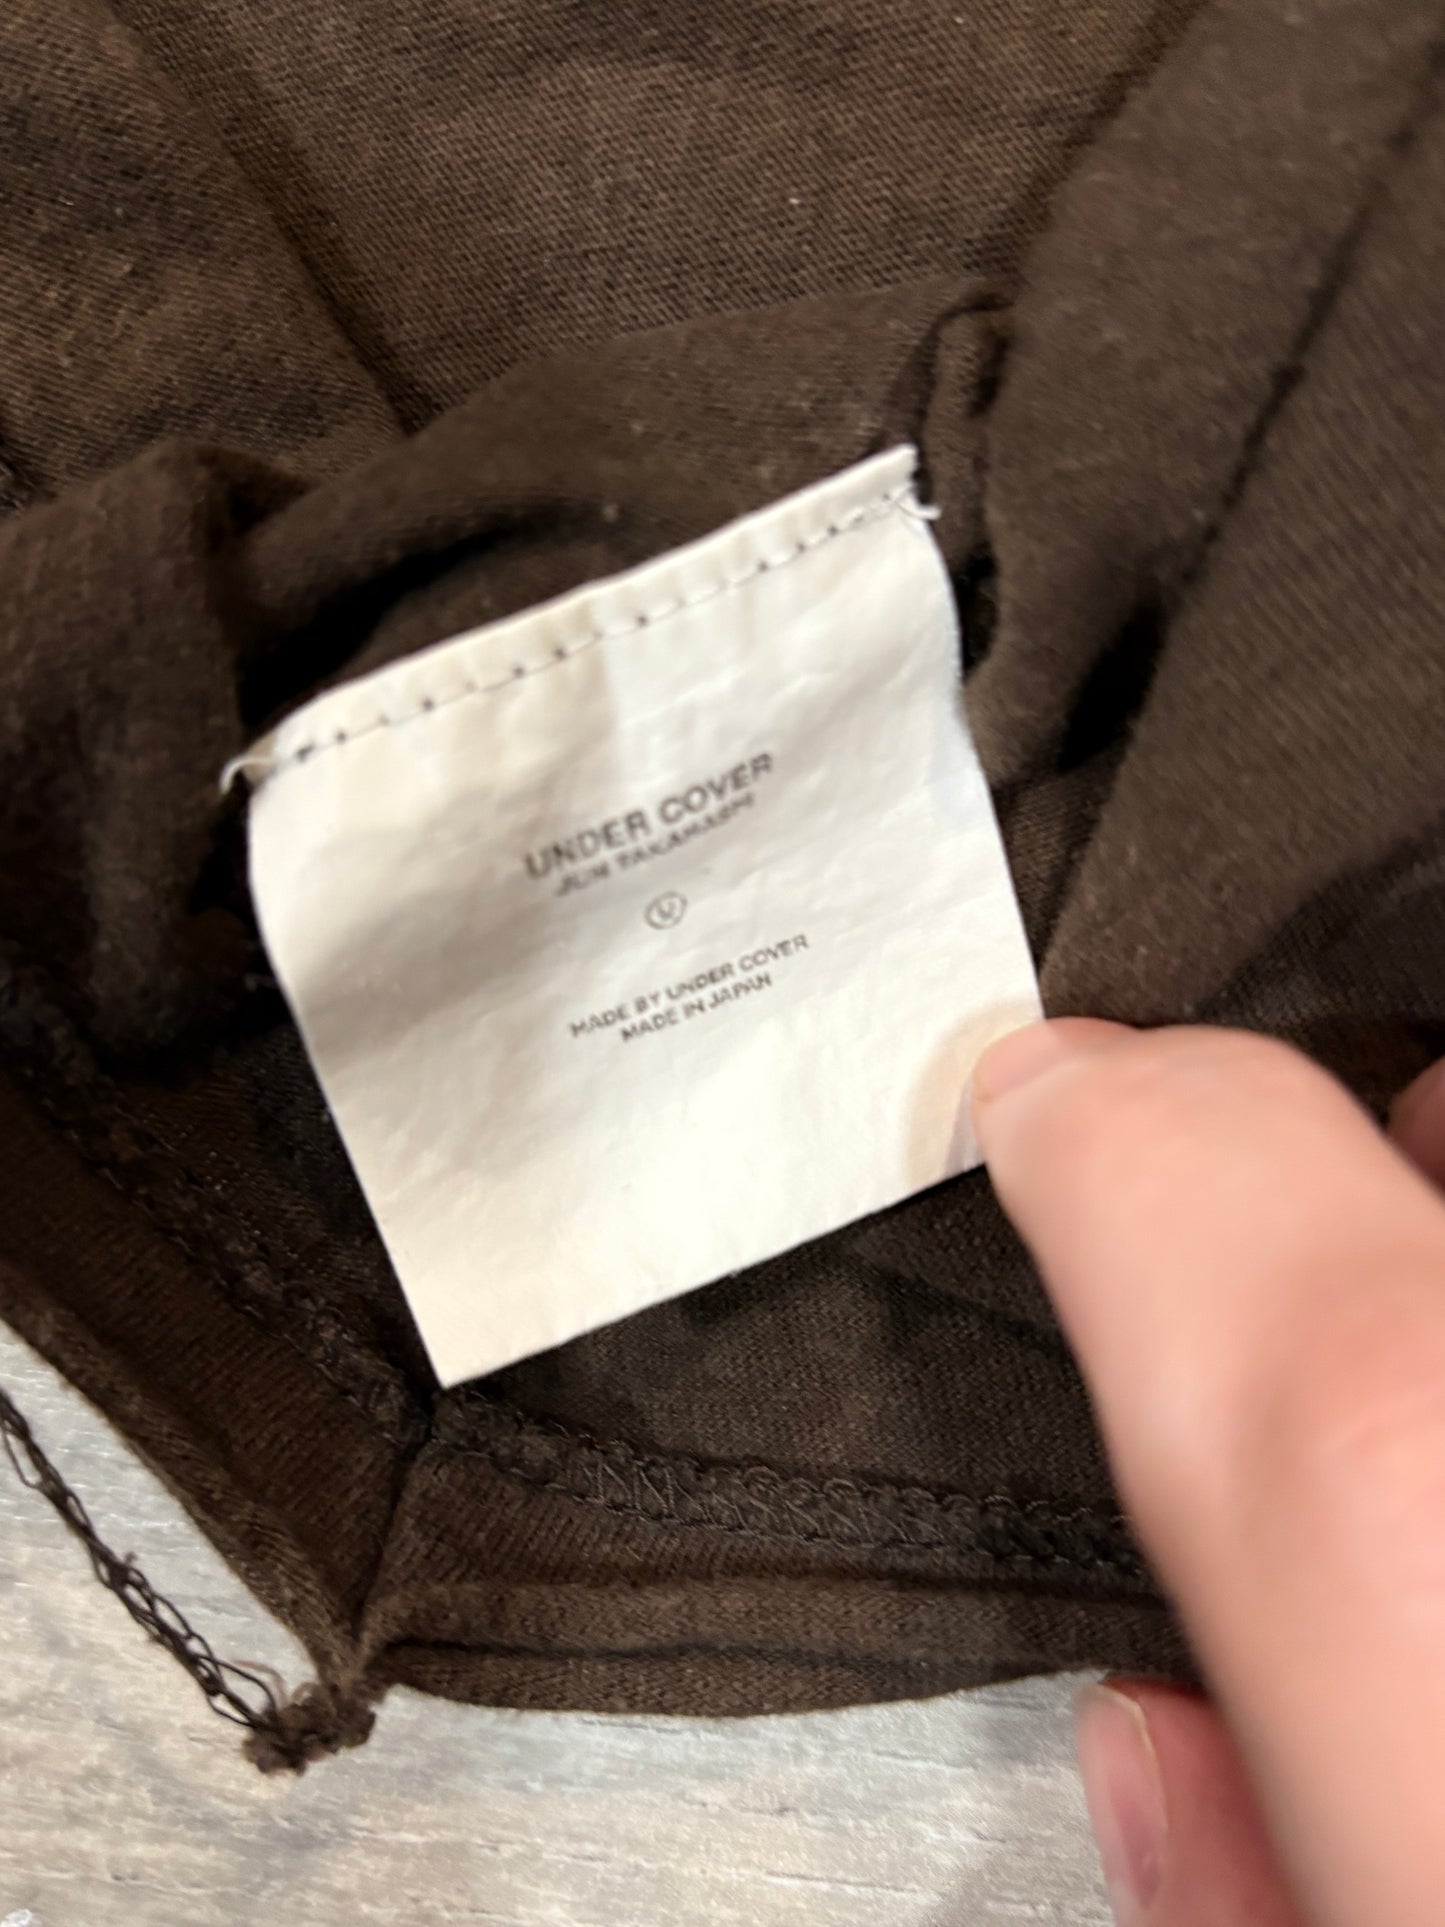 UNDER COVER
JUN TAKAHASHI
U
MADE BY UNDER COVER
MADE IN JAPAN